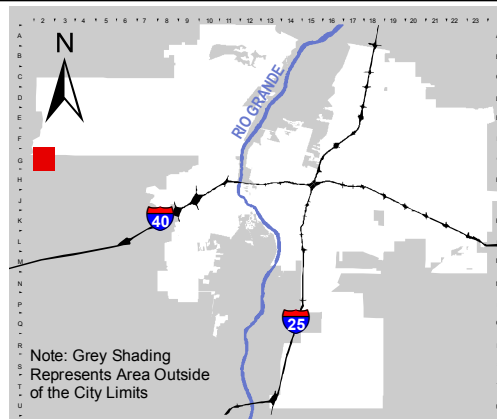 2 3 4 5 6 7 8 9 10 11 12 13 14 15 16 17 18 19 20 21 22 23
A
B
C
D
E
F
G
H
J
K
L
M
N
P
Q
R
S
T
U
N
RIO GRANDE
40
25
Note: Grey Shading
Represents Area Outside
of the City Limits